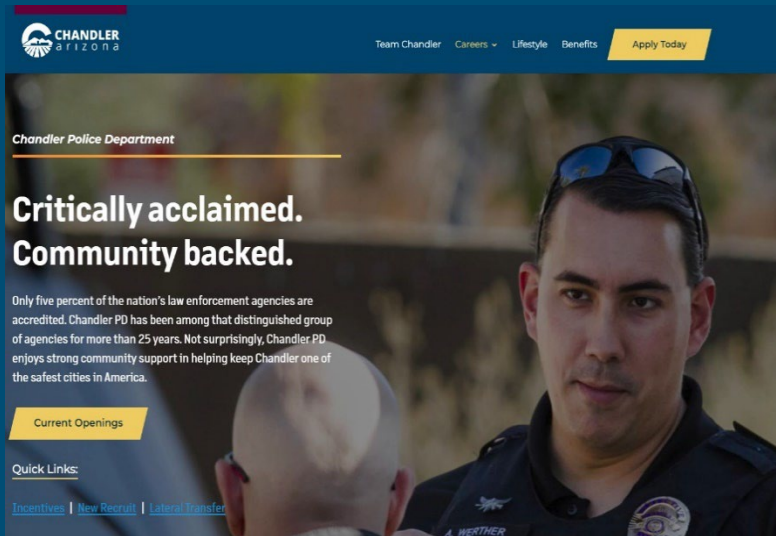 CHANDLER
arizona
Team Chandler Careers Lifestyle Benefits Apply Today
Chandler Police Department
Critically acclaimed.
Community backed.
Only five percent of the nation's law enforcement agencies are
accredited. Chandler PD has been among that distinguished group
of agencies for more than 25 years. Not surprisingly, Chandler PD
enjoys strong community support in helping keep Chandler one of
the safest cities in America.
Current Openings
Quick Links:
Incentives | New Recruit | Lateral Transfer
A. WERTHER